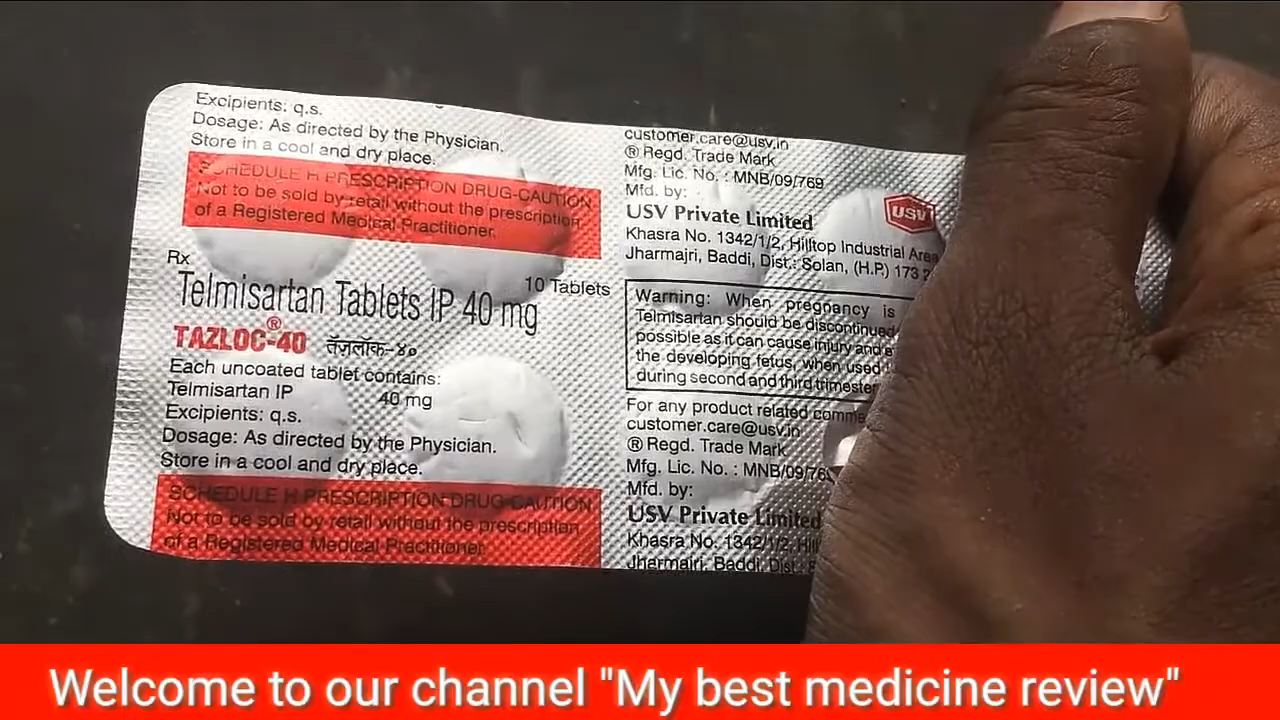 Excipients: q.s.
Dosage: As directed by the Physician.
Store in a cool and dry place.
SCHEDULE H PRESCRIPTION DRUG-CAUTION
Not to be sold by retail without the prescription
of a Registered Medical Practitioner.
Rx
10 Tablets
Telmisartan Tablets IP 40 mg
TAZLOC®-40 तॅज़लॉक-४०
Each uncoated tablet contains:
Telmisartan IP 40 mg
Excipients: q.s.
Dosage: As directed by the Physician.
Store in a cool and dry place.
SCHEDULE H PRESCRIPTION DRUG-CAUTION
Not to be sold by retail without the prescription
of a Registered Medical Practitioner.
customer.care@usv.in
® Regd. Trade Mark
Mfg. Lic. No. : MNB/09/769
Mfd. by:
USV Private Limited
USV
Khasra No. 1342/1/2, Hilltop Industrial Area
Jharmajri, Baddi, Dist.: Solan, (H.P.) 173 2
Warning: When pregnancy is
Telmisartan should be discontinued
possible as it can cause injury and
the developing fetus, when used
during second and third trimester
For any product related
customer.care@usv.in
® Regd. Trade Mark
Mfg. Lic. No. : MNB/09/769
Mfd. by:
USV Private Limited
Khasra No. 1342/1/2,
Jharmajri, Baddi, Dist.:
Welcome to our channel "My best medicine review"